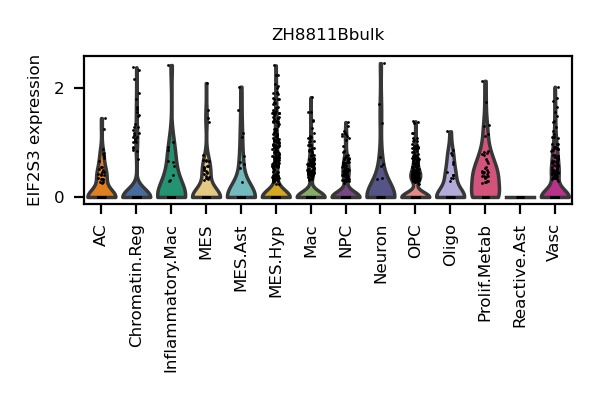 ZH8811Bbulk
EIF2S3 expression
2
0
AC
Chromatin.Reg
Inflammatory.Mac
MES
MES.Ast
MES.Hyp
Mac
NPC
Neuron
OPC
Oligo
Prolif.Metab
Reactive.Ast
Vasc